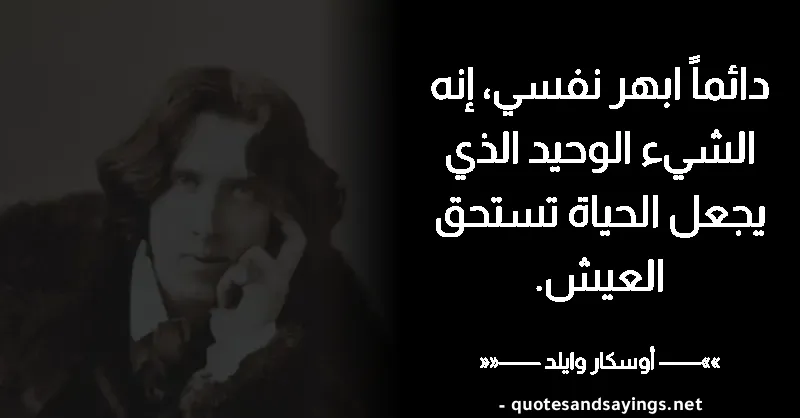 دائماً ابهر نفسي، إنه
الشيء الوحيد الذي
يجعل الحياة تستحق
العيش.
»»—— أوسكار وايلد ——««
- quotesandsayings.net